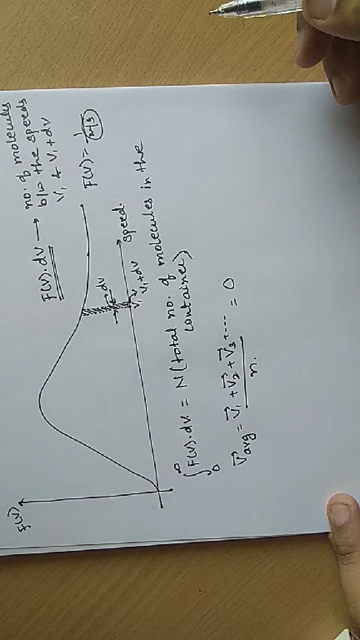 F(v)
F(v).dv → no. of molecules
b/w the speeds
v₁ & v₁+dv
F(v) = 1/(m/s)
dv
v₁ v₁+dv
speed.
∫₀^∞ F(v).dv = N (total no. of molecules in the
container)
v⃗avg = (v⃗₁ + v⃗₂ + v⃗₃ + ....)/n. = 0